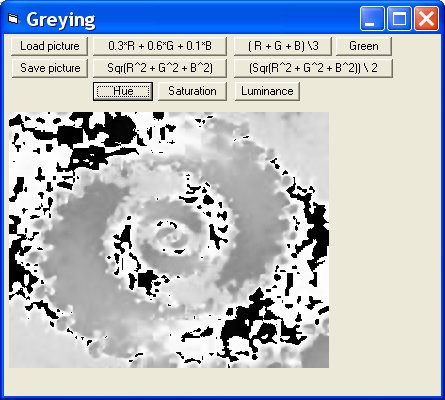 Greying
Load picture 0.3*R + 0.6*G + 0.1*B ( R + G + B) \3 Green
Save picture Sqr(R^2 + G^2 + B^2) (Sqr(R^2 + G^2 + B^2)) \ 2
Hue Saturation Luminance